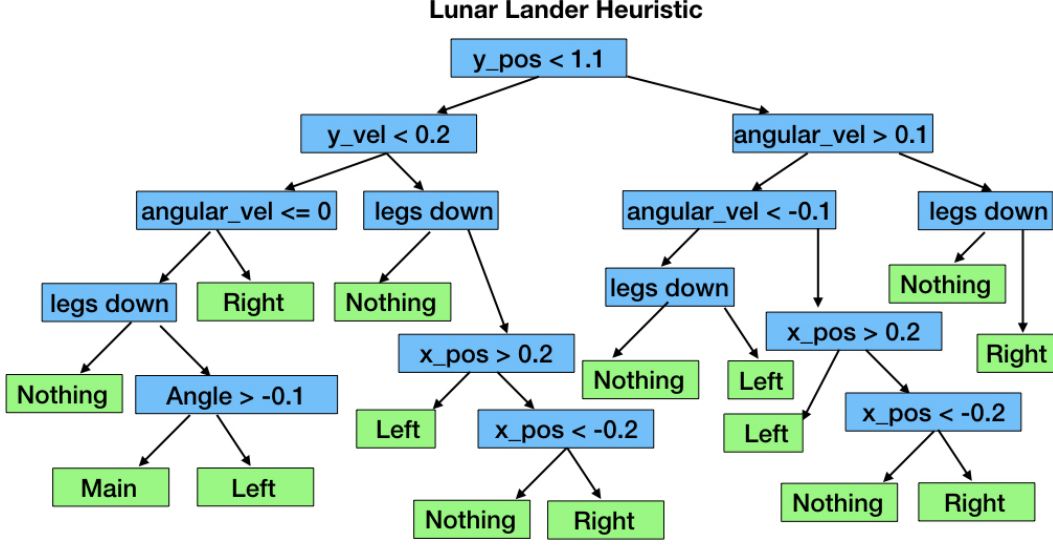 Lunar Lander Heuristic
y_pos < 1.1
y_vel < 0.2
angular_vel > 0.1
angular_vel <= 0
legs down
angular_vel < -0.1
legs down
legs down
Right
Nothing
legs down
Nothing
x_pos > 0.2
x_pos > 0.2
Right
Nothing
Angle > -0.1
Nothing
Left
Left
x_pos < -0.2
Left
x_pos < -0.2
Main
Left
Nothing
Right
Nothing
Right